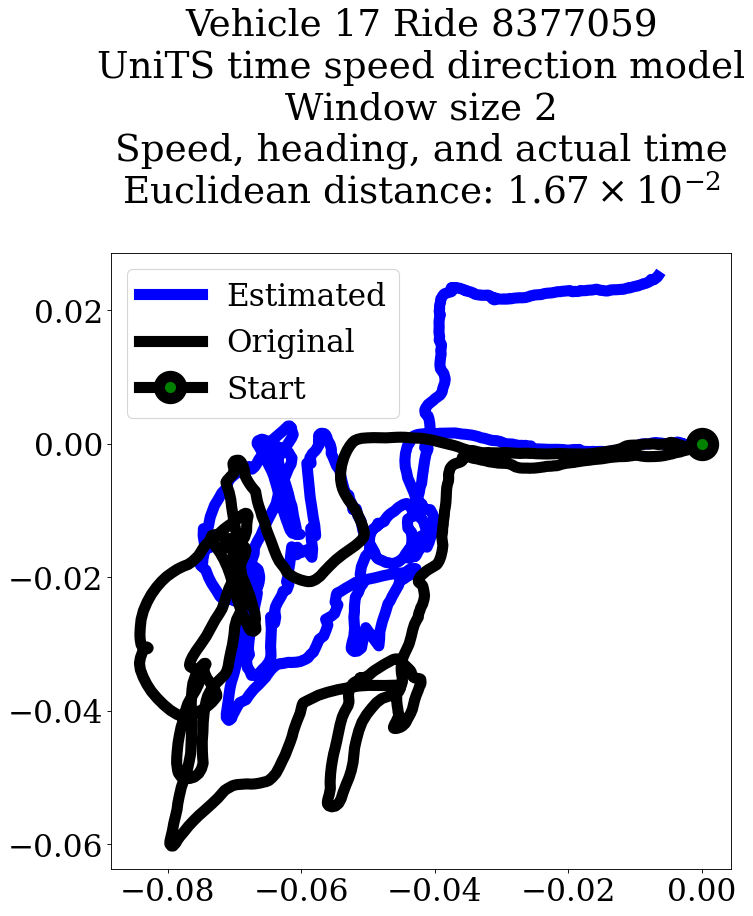 Vehicle 17 Ride 8377059
UniTS time speed direction model
Window size 2
Speed, heading, and actual time
Euclidean distance: 1.67 × 10⁻²
Estimated
Original
Start
0.02
0.00
−0.02
−0.04
−0.06
−0.08 −0.06 −0.04 −0.02 0.00